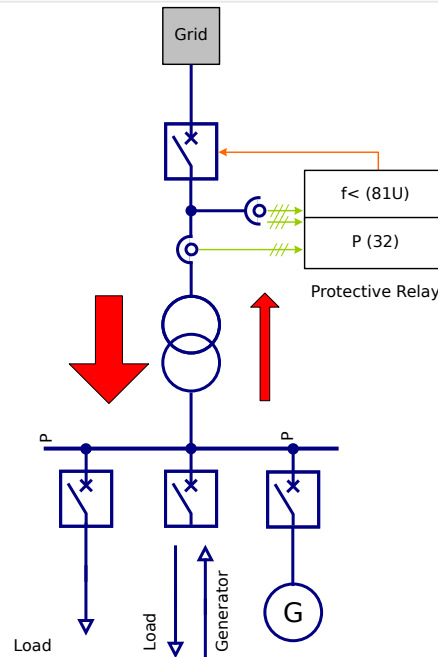 Grid
f< (81U)
P (32)
Protective Relay
P
P
Load
Generator
G
Load